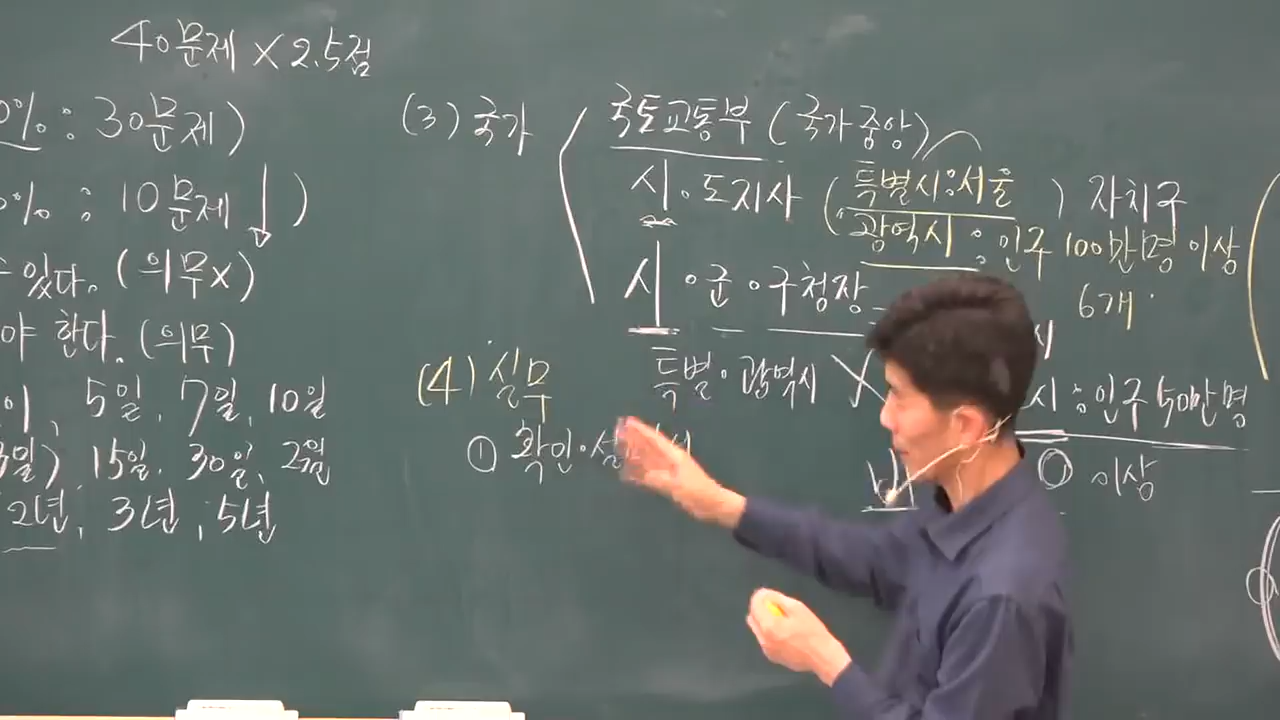 40문제 × 2.5점
0% : 30문제)
0% : 10문제 ↓ )
있다. (의무x)
야 한다. (의무)
5일, 7일, 10일
15일, 30일, 2월
2년, 3년, 5년
(3) 국가
국토교통부 (국가중앙)
시·도지사 (특별시:서울 ) 자치구
광역시 : 인구 100만명 이상
6개
시·군·구청장
(4) 실무
특별·광역시 X
시 : 인구 50만명
이상
① 확인·설